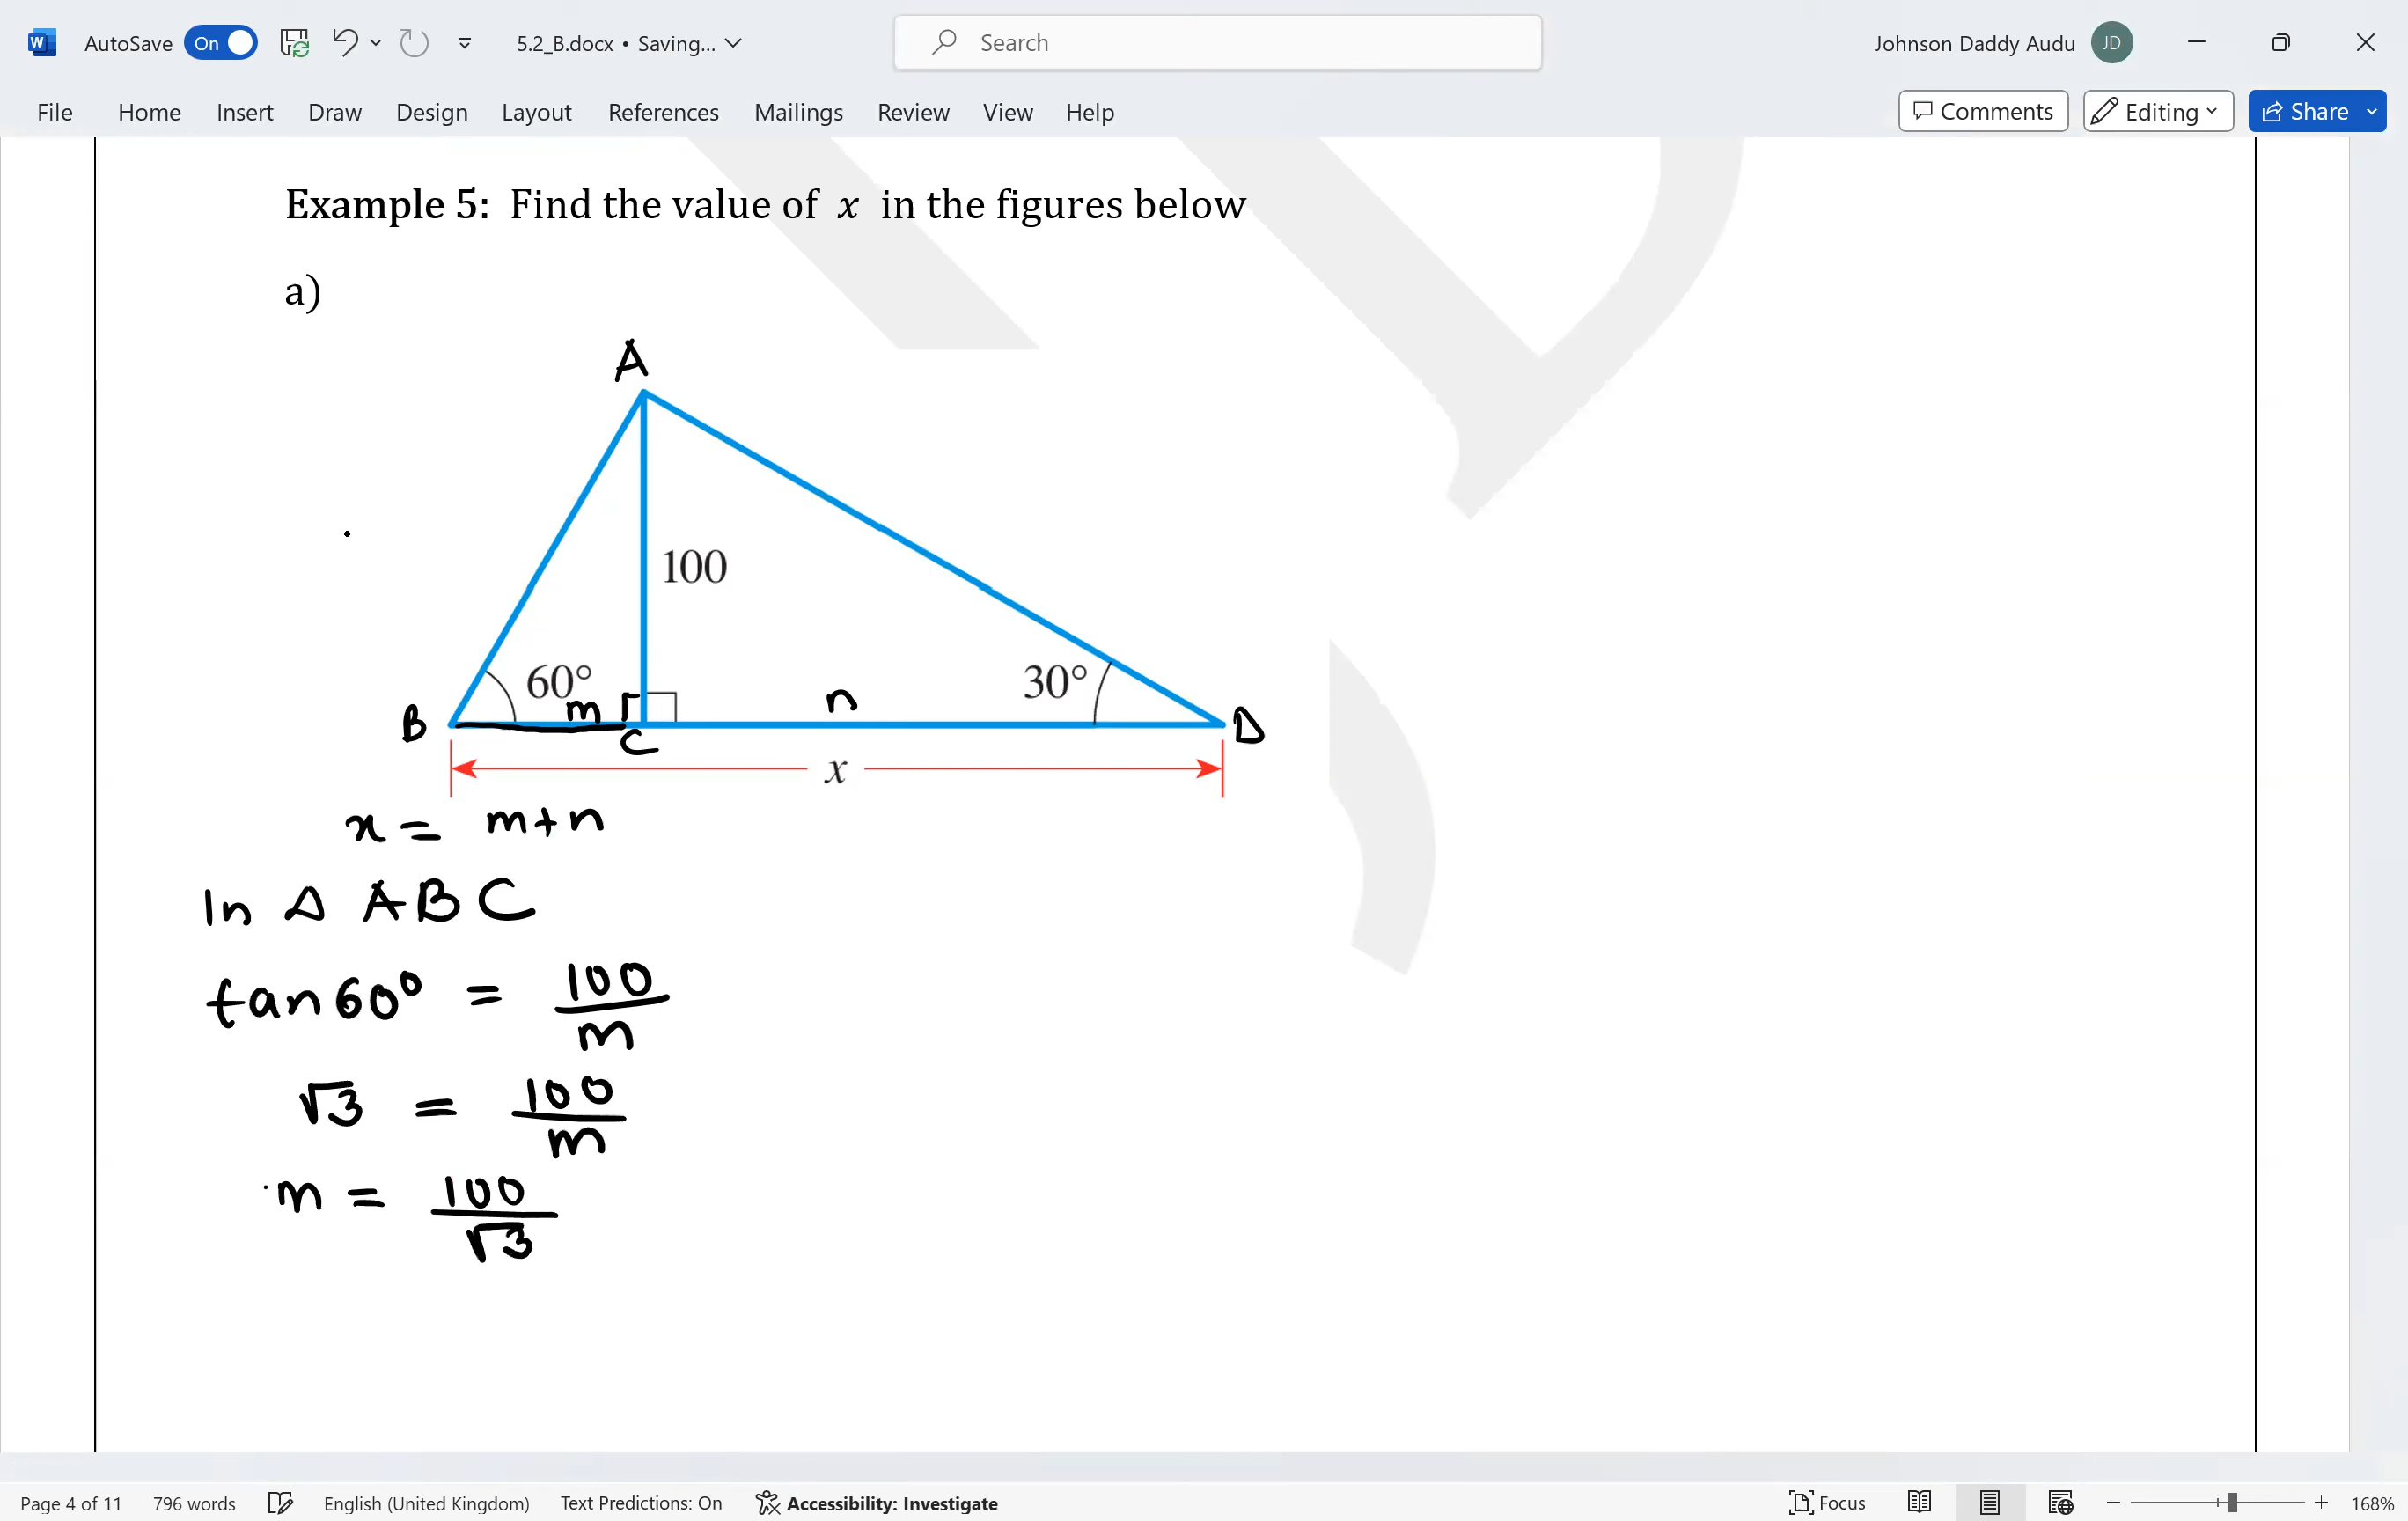 AutoSave On 5.2_B.docx • Saving... Search Johnson Daddy Audu JD
File Home Insert Draw Design Layout References Mailings Review View Help Comments Editing Share
Example 5: Find the value of x in the figures below
a)
A
100
60° m n 30°
B C D
x
x = m+n
In Δ ABC
tan60° = 100/m
√3 = 100/m
m = 100/√3
Page 4 of 11 796 words English (United Kingdom) Text Predictions: On Accessibility: Investigate Focus 168%